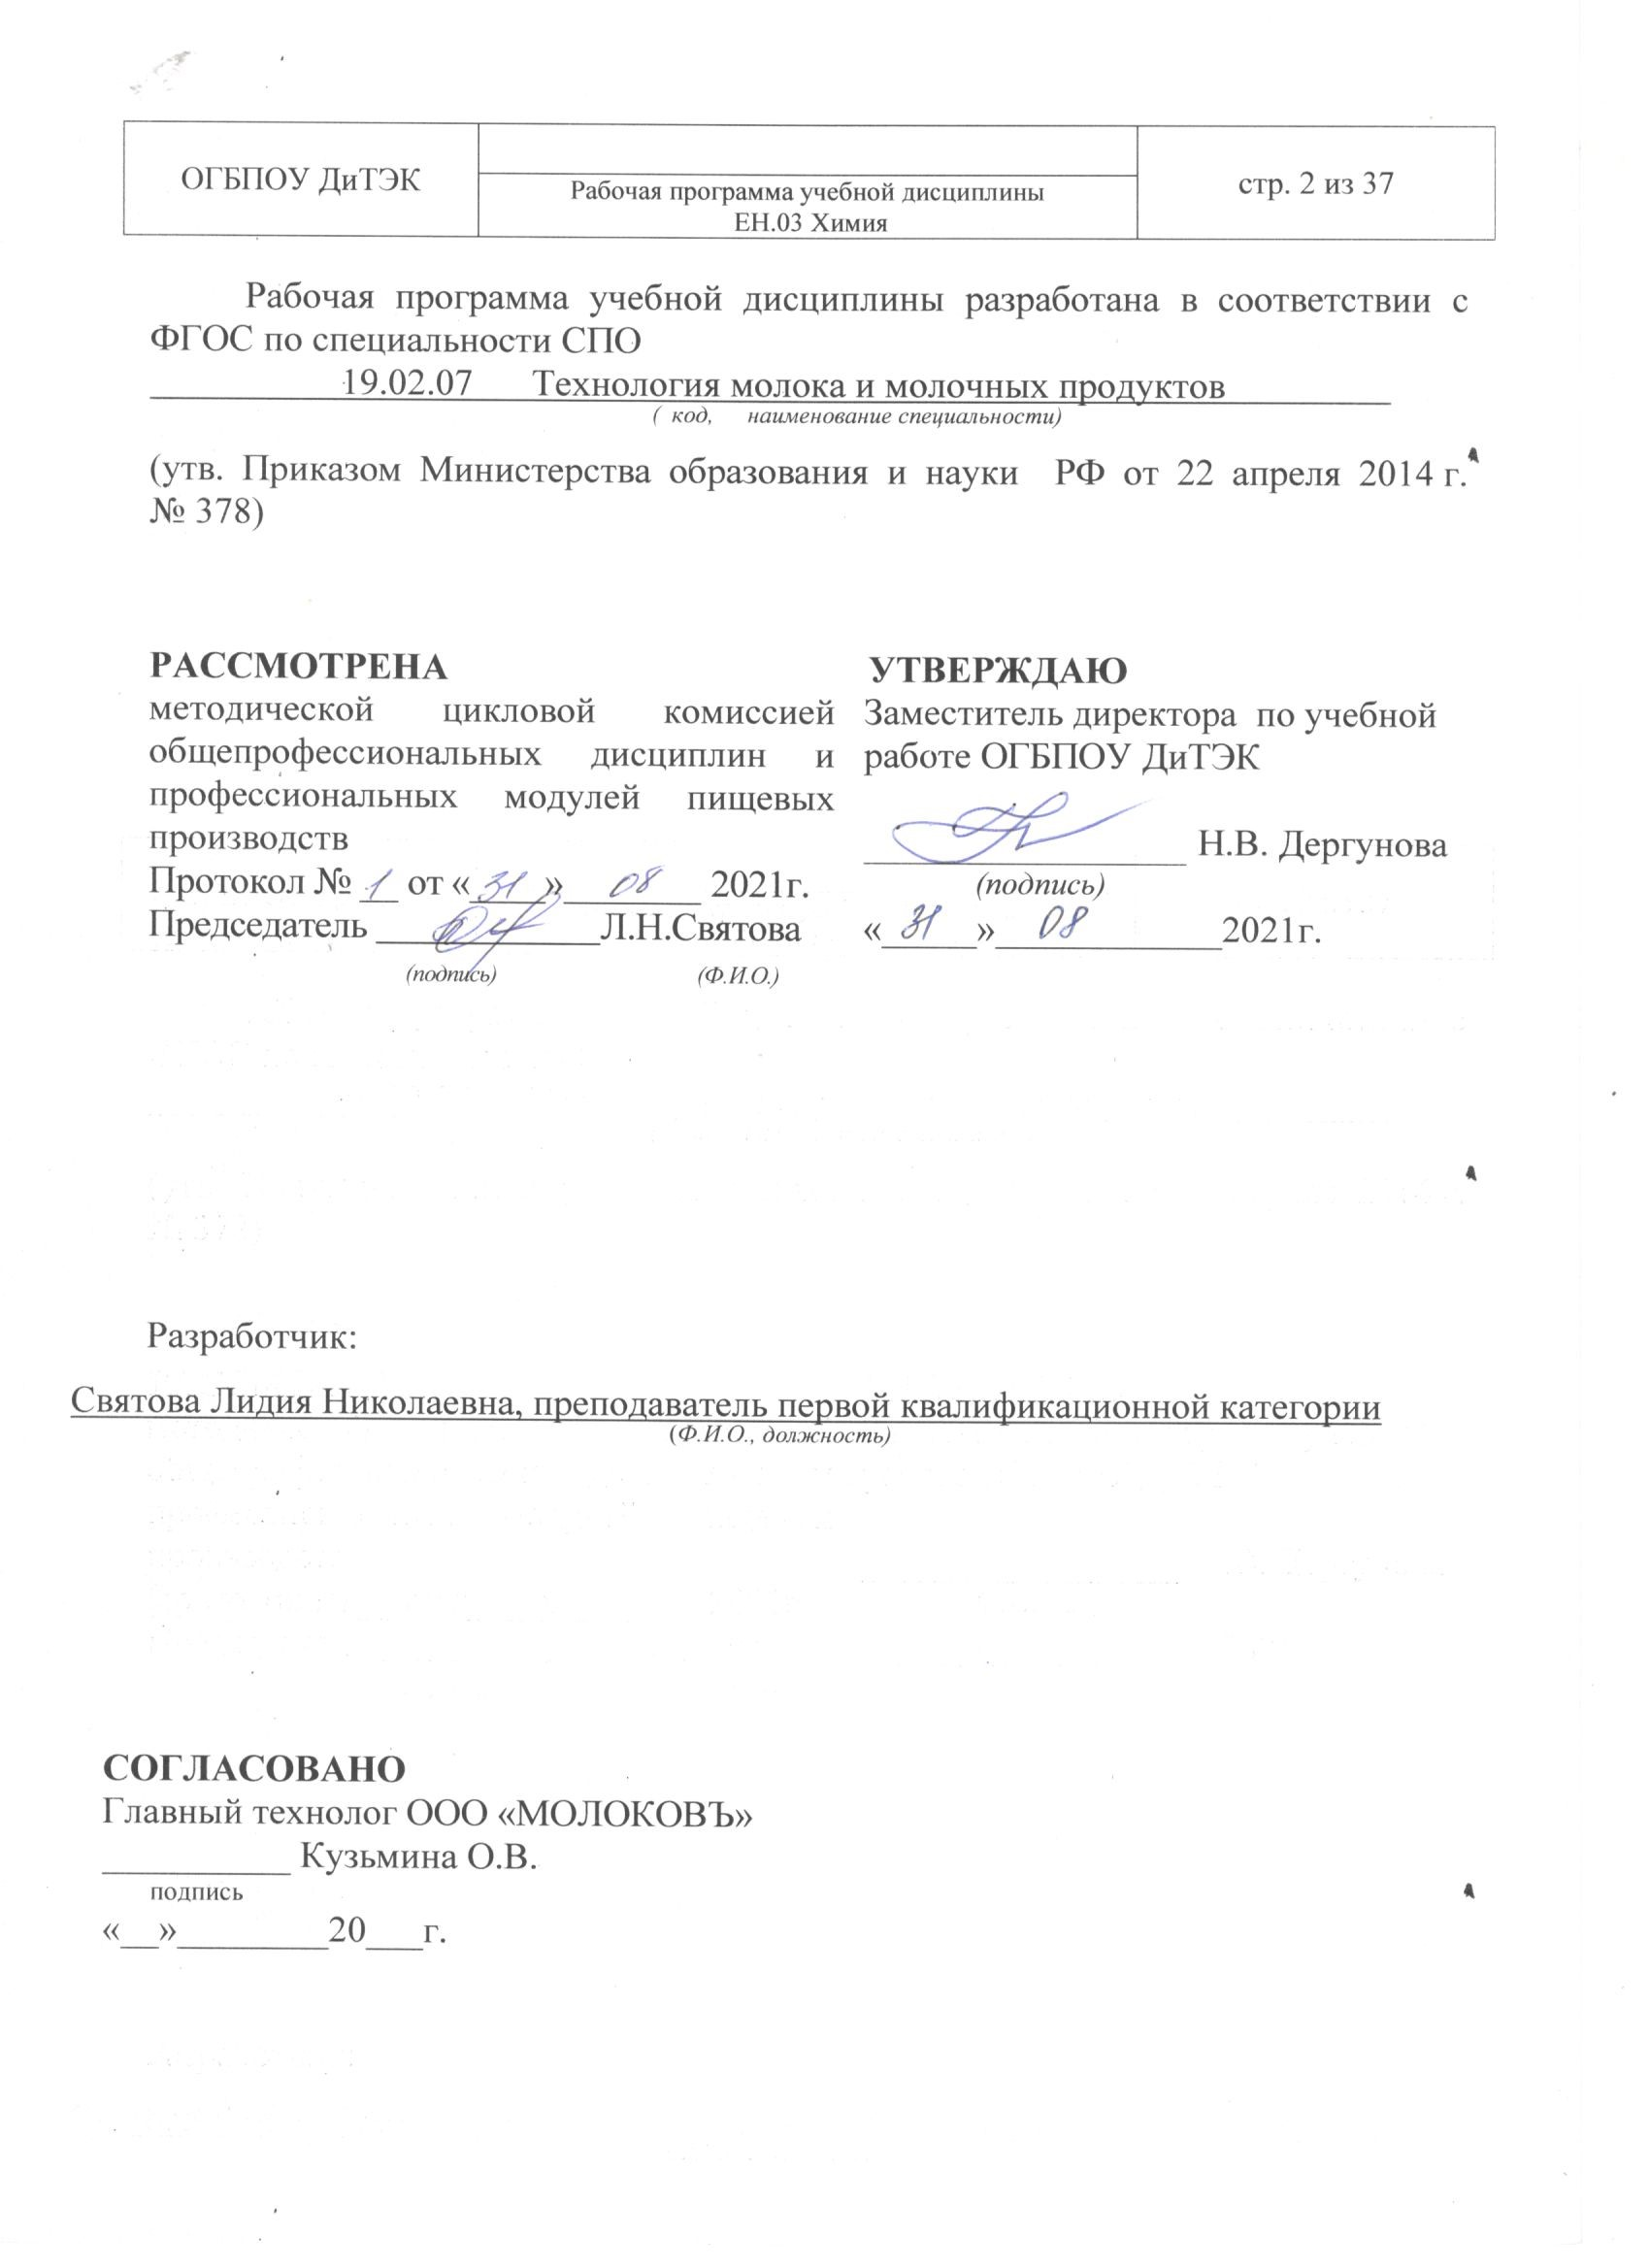 ОГБПОУ ДиТЭК
Рабочая программа учебной дисциплины
ЕН.03 Химия
стр. 2 из 37
Рабочая программа учебной дисциплины разработана в соответствии с
ФГОС по специальности СПО
19.02.07 Технология молока и молочных продуктов
( код, наименование специальности)
(утв. Приказом Министерства образования и науки РФ от 22 апреля 2014 г.
№ 378)
РАССМОТРЕНА
методической цикловой комиссией
общепрофессиональных дисциплин и
профессиональных модулей пищевых
производств
Протокол № 1 от «31» 08 2021г.
Председатель ____________Л.Н.Святова
(подпись) (Ф.И.О.)
УТВЕРЖДАЮ
Заместитель директора по учебной
работе ОГБПОУ ДиТЭК
_________________ Н.В. Дергунова
(подпись)
«31» 08 2021г.
Разработчик:
Святова Лидия Николаевна, преподаватель первой квалификационной категории
(Ф.И.О., должность)
СОГЛАСОВАНО
Главный технолог ООО «МОЛОКОВЪ»
__________ Кузьмина О.В.
подпись
«__»________20___г.